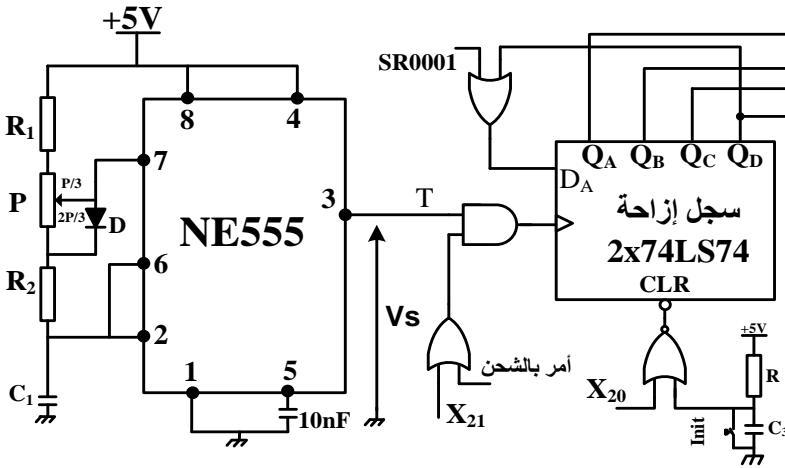 +5V
SR0001
8
4
R1
7
QA QB QC QD
DA
P/3
P
2P/3
D
3
T
سجل إزاحة
NE555
2x74LS74
6
CLR
R2
Vs
2
+5V
أمر بالشحن
1
5
R
C1
10nF
X21
X20
Init
C3